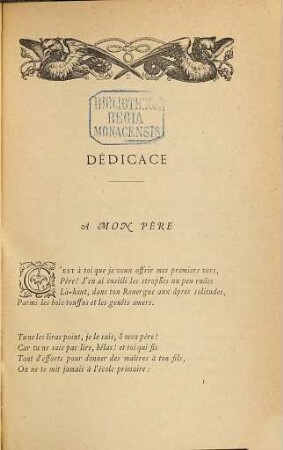 BIBLIOTHECA
REGIA
MONACENSIS
DÉDICACE
A MON PÈRE
C'EST à toi que je veux offrir mes premiers vers,
Père! J'en ai cueilli les strophes un peu rudes
Là-haut, dans ton Rouergue aux âpres solitudes,
Parmi les bois touffus et les genêts amers.
Tu ne les liras point, je le sais, ô mon père!
Car tu ne sais pas lire, hélas! et toi qui fis
Tant d'efforts pour donner des maîtres à ton fils,
On ne te mit jamais à l'école primaire;
1